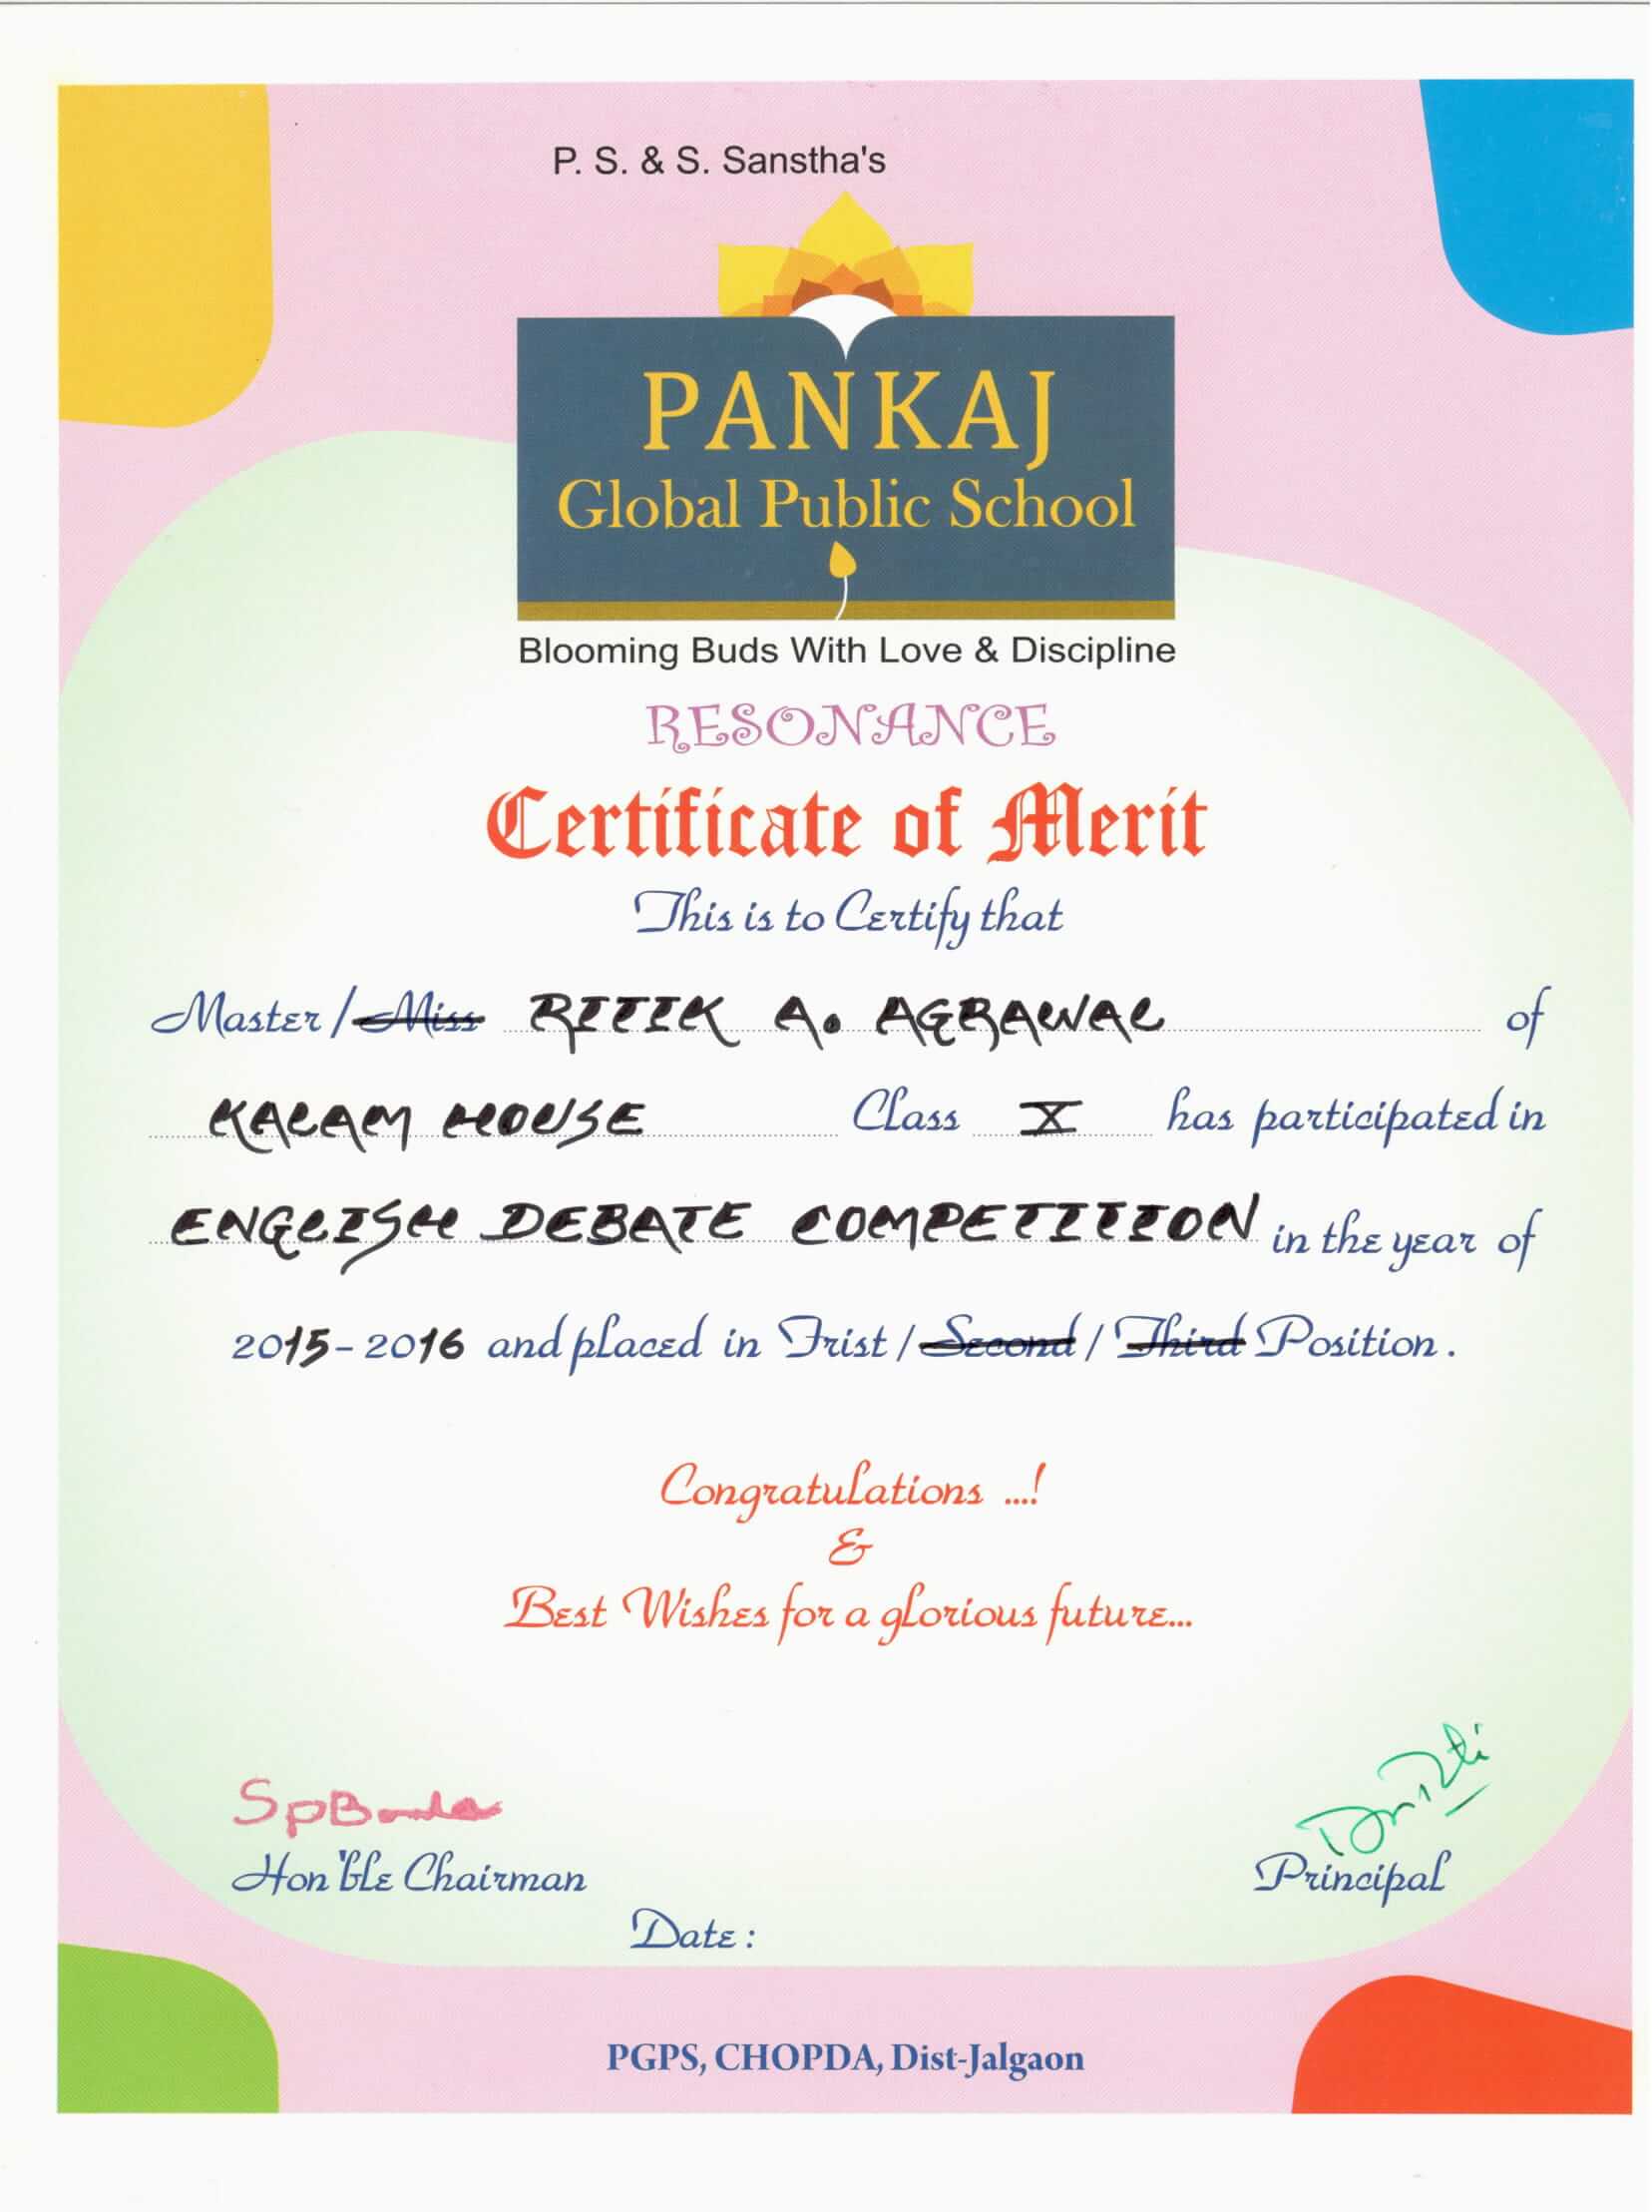 P. S. & S. Sanstha's
PANKAJ
Global Public School
Blooming Buds With Love & Discipline
RESONANCE
Certificate of Merit
This is to Certify that
Master / Miss RITIK A. AGRAWAL of
KALAM HOUSE Class X has participated in
ENGLISH DEBATE COMPETITION in the year of
2015-2016 and placed in Frist / Second / Third Position .
Congratulations ...!
&
Best Wishes for a glorious future...
Hon'ble Chairman
Principal
Date :
PGPS, CHOPDA, Dist-Jalgaon